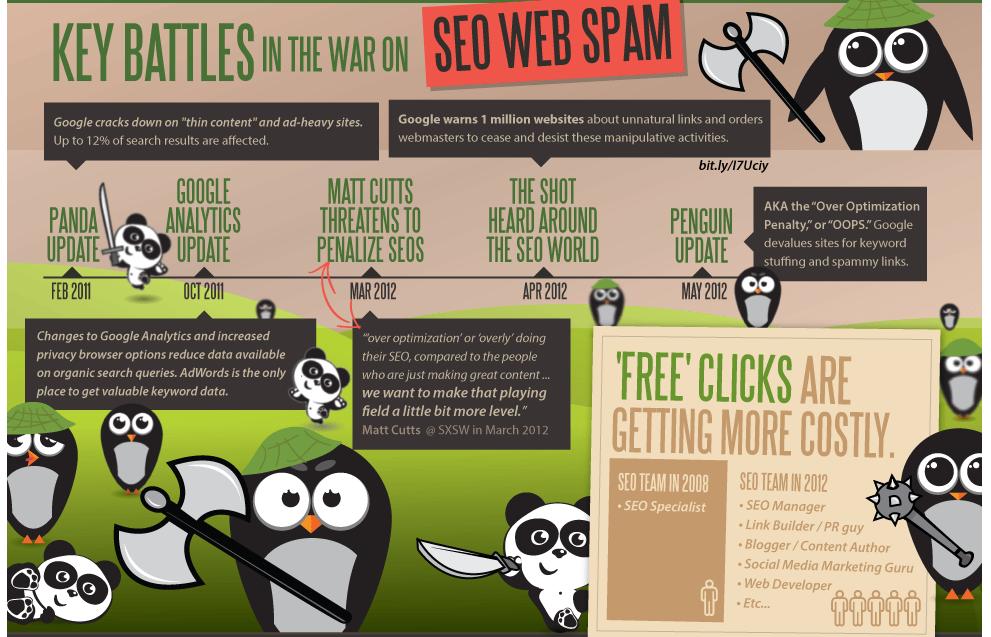 KEY BATTLES IN THE WAR ON SEO WEB SPAM
Google cracks down on "thin content" and ad-heavy sites.
Up to 12% of search results are affected.
Google warns 1 million websites about unnatural links and orders
webmasters to cease and desist these manipulative activities.
bit.ly/I7Uciy
PANDA
UPDATE
FEB 2011
GOOGLE
ANALYTICS
UPDATE
OCT 2011
MATT CUTTS
THREATENS TO
PENALIZE SEOS
MAR 2012
THE SHOT
HEARD AROUND
THE SEO WORLD
APR 2012
PENGUIN
UPDATE
MAY 2012
AKA the “Over Optimization
Penalty,” or “OOPS.” Google
devalues sites for keyword
stuffing and spammy links.
Changes to Google Analytics and increased
privacy browser options reduce data available
on organic search queries. AdWords is the only
place to get valuable keyword data.
“‘over optimization’ or ‘overly’ doing
their SEO, compared to the people
who are just making great content ...
we want to make that playing
field a little bit more level.”
Matt Cutts @ SXSW in March 2012
'FREE' CLICKS ARE
GETTING MORE COSTLY.
SEO TEAM IN 2008
• SEO Specialist
SEO TEAM IN 2012
• SEO Manager
• Link Builder / PR guy
• Blogger / Content Author
• Social Media Marketing Guru
• Web Developer
• Etc...